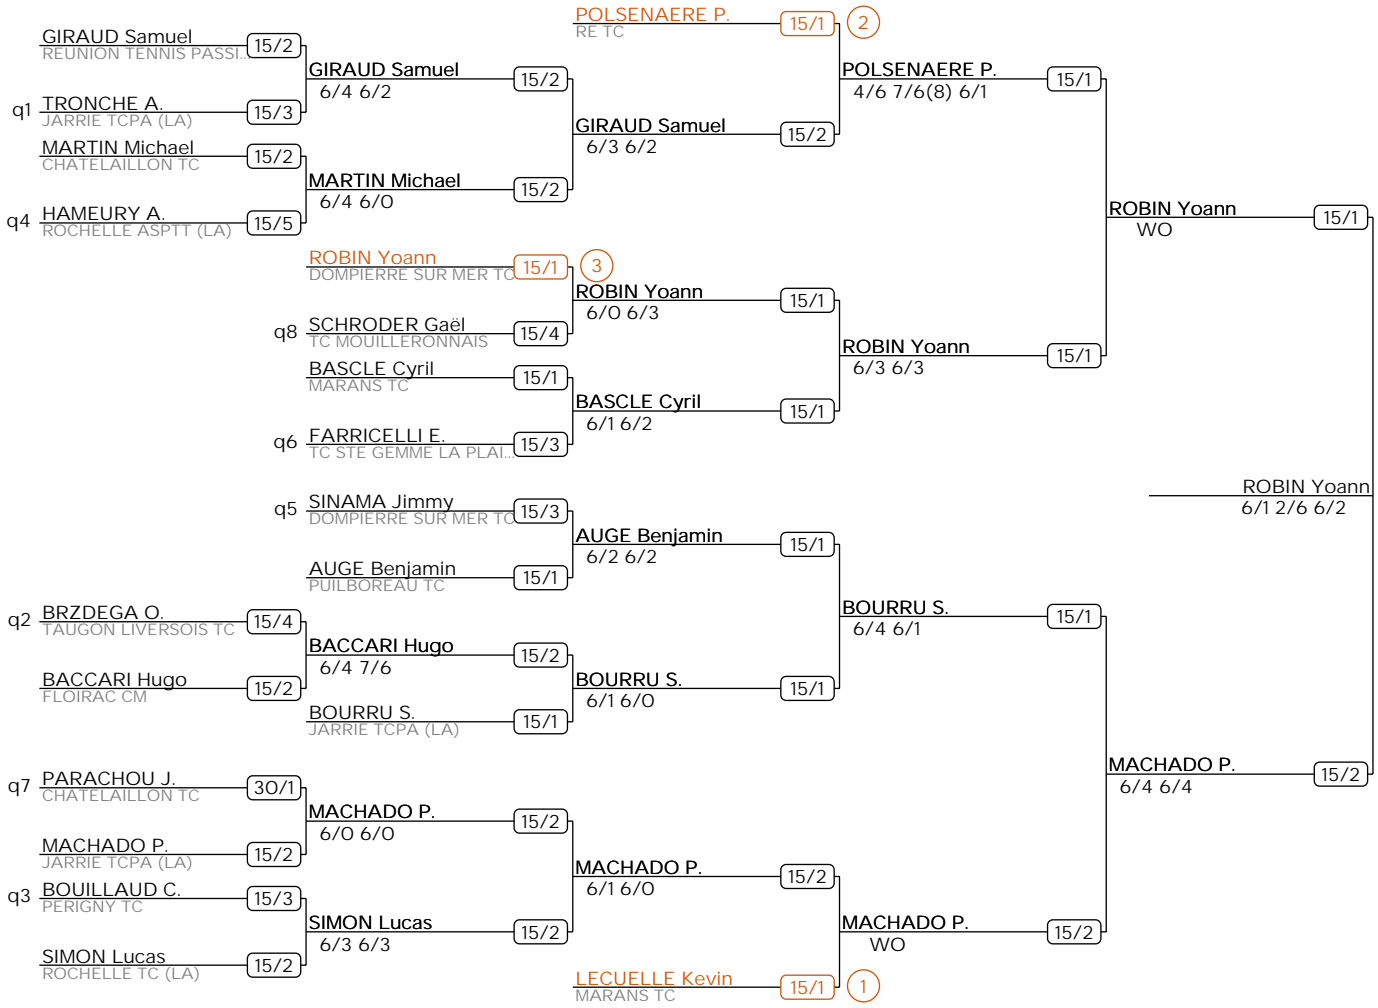 GIRAUD Samuel
REUNION TENNIS PASSI...
15/2
q1
TRONCHE A.
JARRIE TCPA (LA)
15/3
MARTIN Michael
CHATELAILLON TC
15/2
q4
HAMEURY A.
ROCHELLE ASPTT (LA)
15/5
q2
BRZDEGA O.
TAUGON LIVERSOIS TC
15/4
BACCARI Hugo
FLOIRAC CM
15/2
q7
PARACHOU J.
CHATELAILLON TC
30/1
MACHADO P.
JARRIE TCPA (LA)
15/2
q3
BOUILLAUD C.
PERIGNY TC
15/3
SIMON Lucas
ROCHELLE TC (LA)
15/2
GIRAUD Samuel
15/2
6/4 6/2
MARTIN Michael
15/2
6/4 6/0
ROBIN Yoann
DOMPIERRE SUR MER TC
15/1
3
q8
SCHRODER Gaël
TC MOUILLERONNAIS
15/4
BASCLE Cyril
MARANS TC
15/1
q6
FARRICELLI E.
TC STE GEMME LA PLAI...
15/3
q5
SINAMA Jimmy
DOMPIERRE SUR MER TC
15/3
AUGE Benjamin
PUILBOREAU TC
15/1
BACCARI Hugo
15/2
6/4 7/6
BOURRU S.
JARRIE TCPA (LA)
15/1
MACHADO P.
15/2
6/0 6/0
SIMON Lucas
15/2
6/3 6/3
POLSENAERE P.
RE TC
15/1
2
GIRAUD Samuel
15/2
6/3 6/2
ROBIN Yoann
15/1
6/0 6/3
BASCLE Cyril
15/1
6/1 6/2
AUGE Benjamin
15/1
6/2 6/2
BOURRU S.
15/1
6/1 6/0
MACHADO P.
15/2
6/1 6/0
LECUELLE Kevin
MARANS TC
15/1
1
POLSENAERE P.
15/1
4/6 7/6(8) 6/1
ROBIN Yoann
15/1
6/3 6/3
BOURRU S.
15/1
6/4 6/1
MACHADO P.
15/2
WO
ROBIN Yoann
15/1
WO
MACHADO P.
15/2
6/4 6/4
ROBIN Yoann
6/1 2/6 6/2